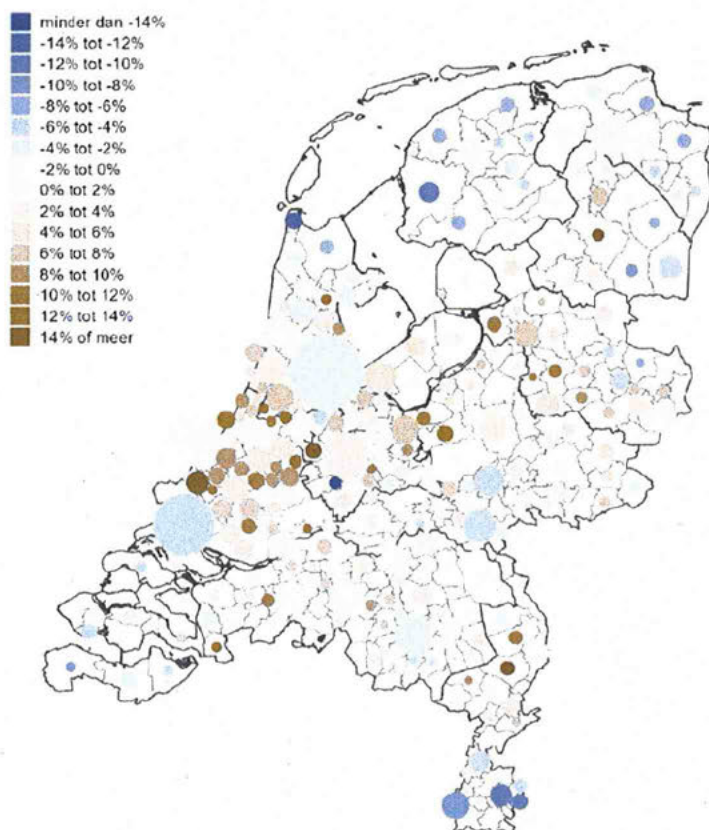 minder dan -14%
-14% tot -12%
-12% tot -10%
-10% tot -8%
-8% tot -6%
-6% tot -4%
-4% tot -2%
-2% tot 0%
0% tot 2%
2% tot 4%
4% tot 6%
6% tot 8%
8% tot 10%
10% tot 12%
12% tot 14%
14% of meer